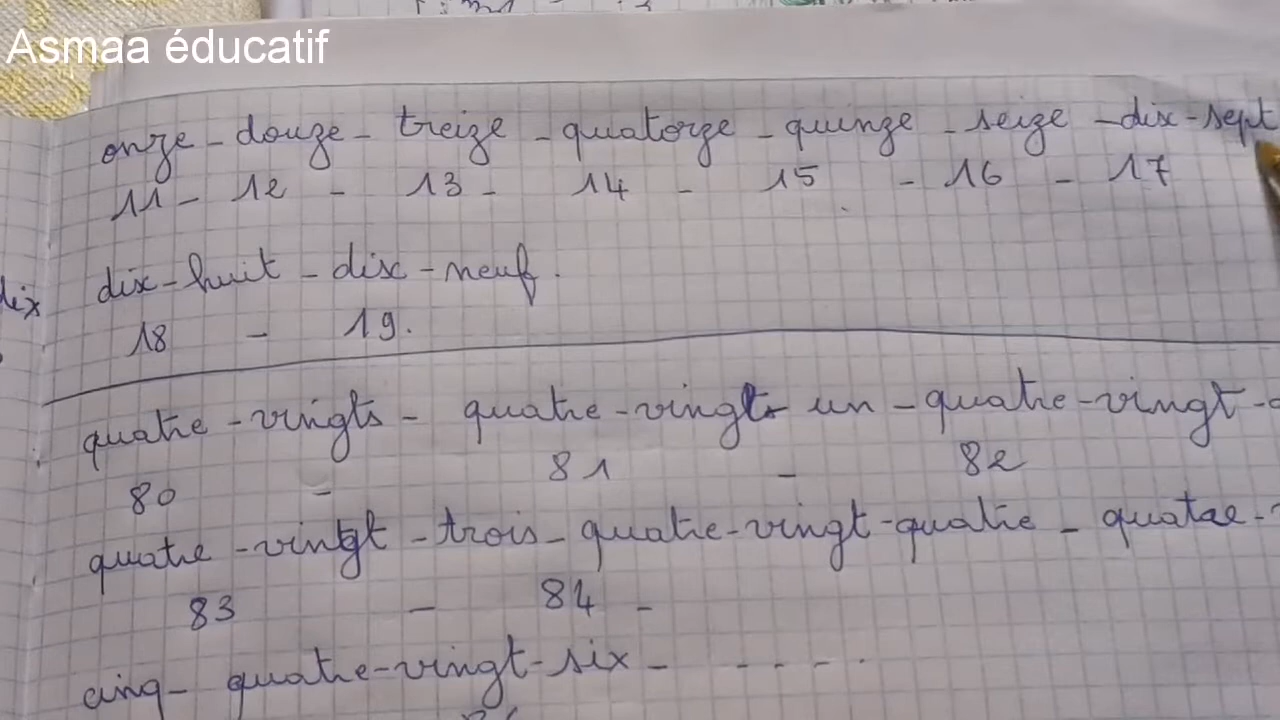 Asmaa éducatif
onze - douze - treize - quatorze - quinze - seize - dix-sept
11 - 12 - 13 - 14 - 15 - 16 - 17
dix
dix-huit - dix-neuf.
18 - 19.
quatre-vingts - quatre-vingt-un - quatre-vingt-
80 - 81 - 82
quatre-vingt-trois - quatre-vingt-quatre - quatre-
83 - 84 -
cinq - quatre-vingt-six - - - - .